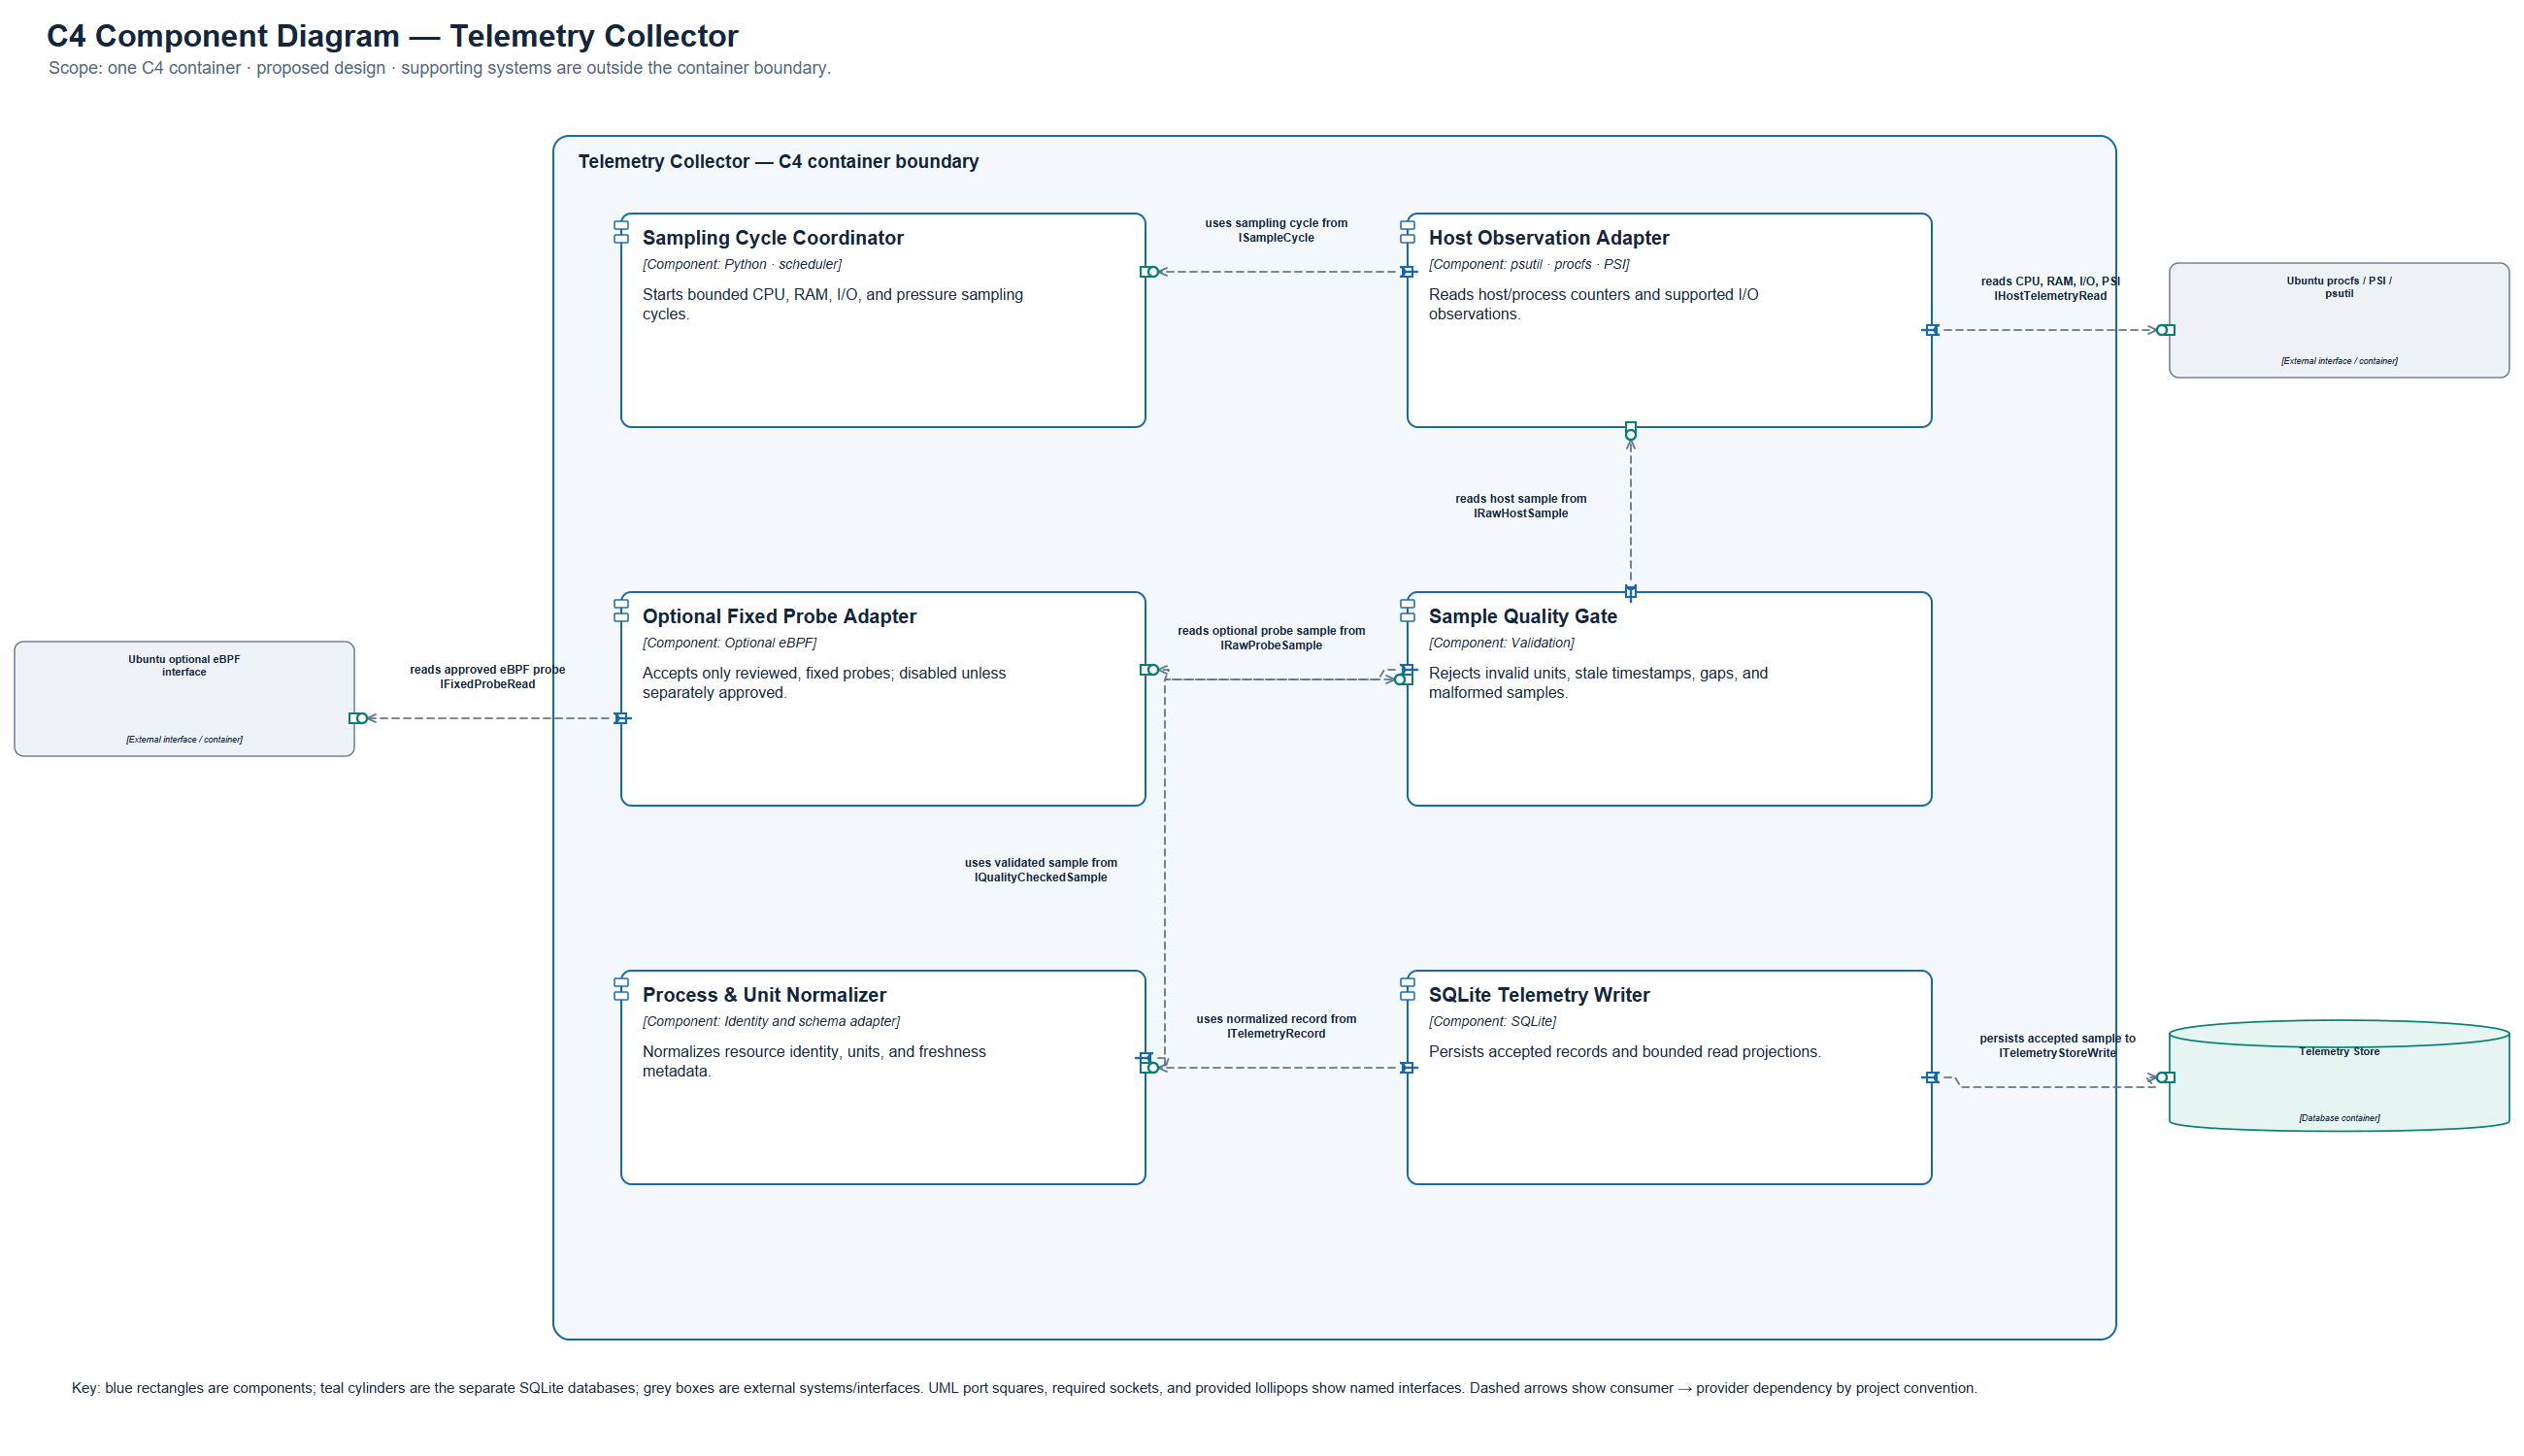 C4 Component Diagram — Telemetry Collector
Scope: one C4 container · proposed design · supporting systems are outside the container boundary.
Telemetry Collector — C4 container boundary
Sampling Cycle Coordinator
[Component: Python · scheduler]
Starts bounded CPU, RAM, I/O, and pressure sampling
cycles.
uses sampling cycle from
ISampleCycle
Host Observation Adapter
[Component: psutil · procfs · PSI]
Reads host/process counters and supported I/O
observations.
reads CPU, RAM, I/O, PSI
IHostTelemetryRead
Ubuntu procfs / PSI /
psutil
[External interface / container]
reads host sample from
IRawHostSample
Ubuntu optional eBPF
interface
[External interface / container]
reads approved eBPF probe
IFixedProbeRead
Optional Fixed Probe Adapter
[Component: Optional eBPF]
Accepts only reviewed, fixed probes; disabled unless
separately approved.
reads optional probe sample from
IRawProbeSample
Sample Quality Gate
[Component: Validation]
Rejects invalid units, stale timestamps, gaps, and
malformed samples.
uses validated sample from
IQualityCheckedSample
Process & Unit Normalizer
[Component: Identity and schema adapter]
Normalizes resource identity, units, and freshness
metadata.
uses normalized record from
ITelemetryRecord
SQLite Telemetry Writer
[Component: SQLite]
Persists accepted records and bounded read projections.
persists accepted sample to
ITelemetryStoreWrite
Telemetry Store
[Database container]
Key: blue rectangles are components; teal cylinders are the separate SQLite databases; grey boxes are external systems/interfaces. UML port squares, required sockets, and provided lollipops show named interfaces. Dashed arrows show consumer → provider dependency by project convention.